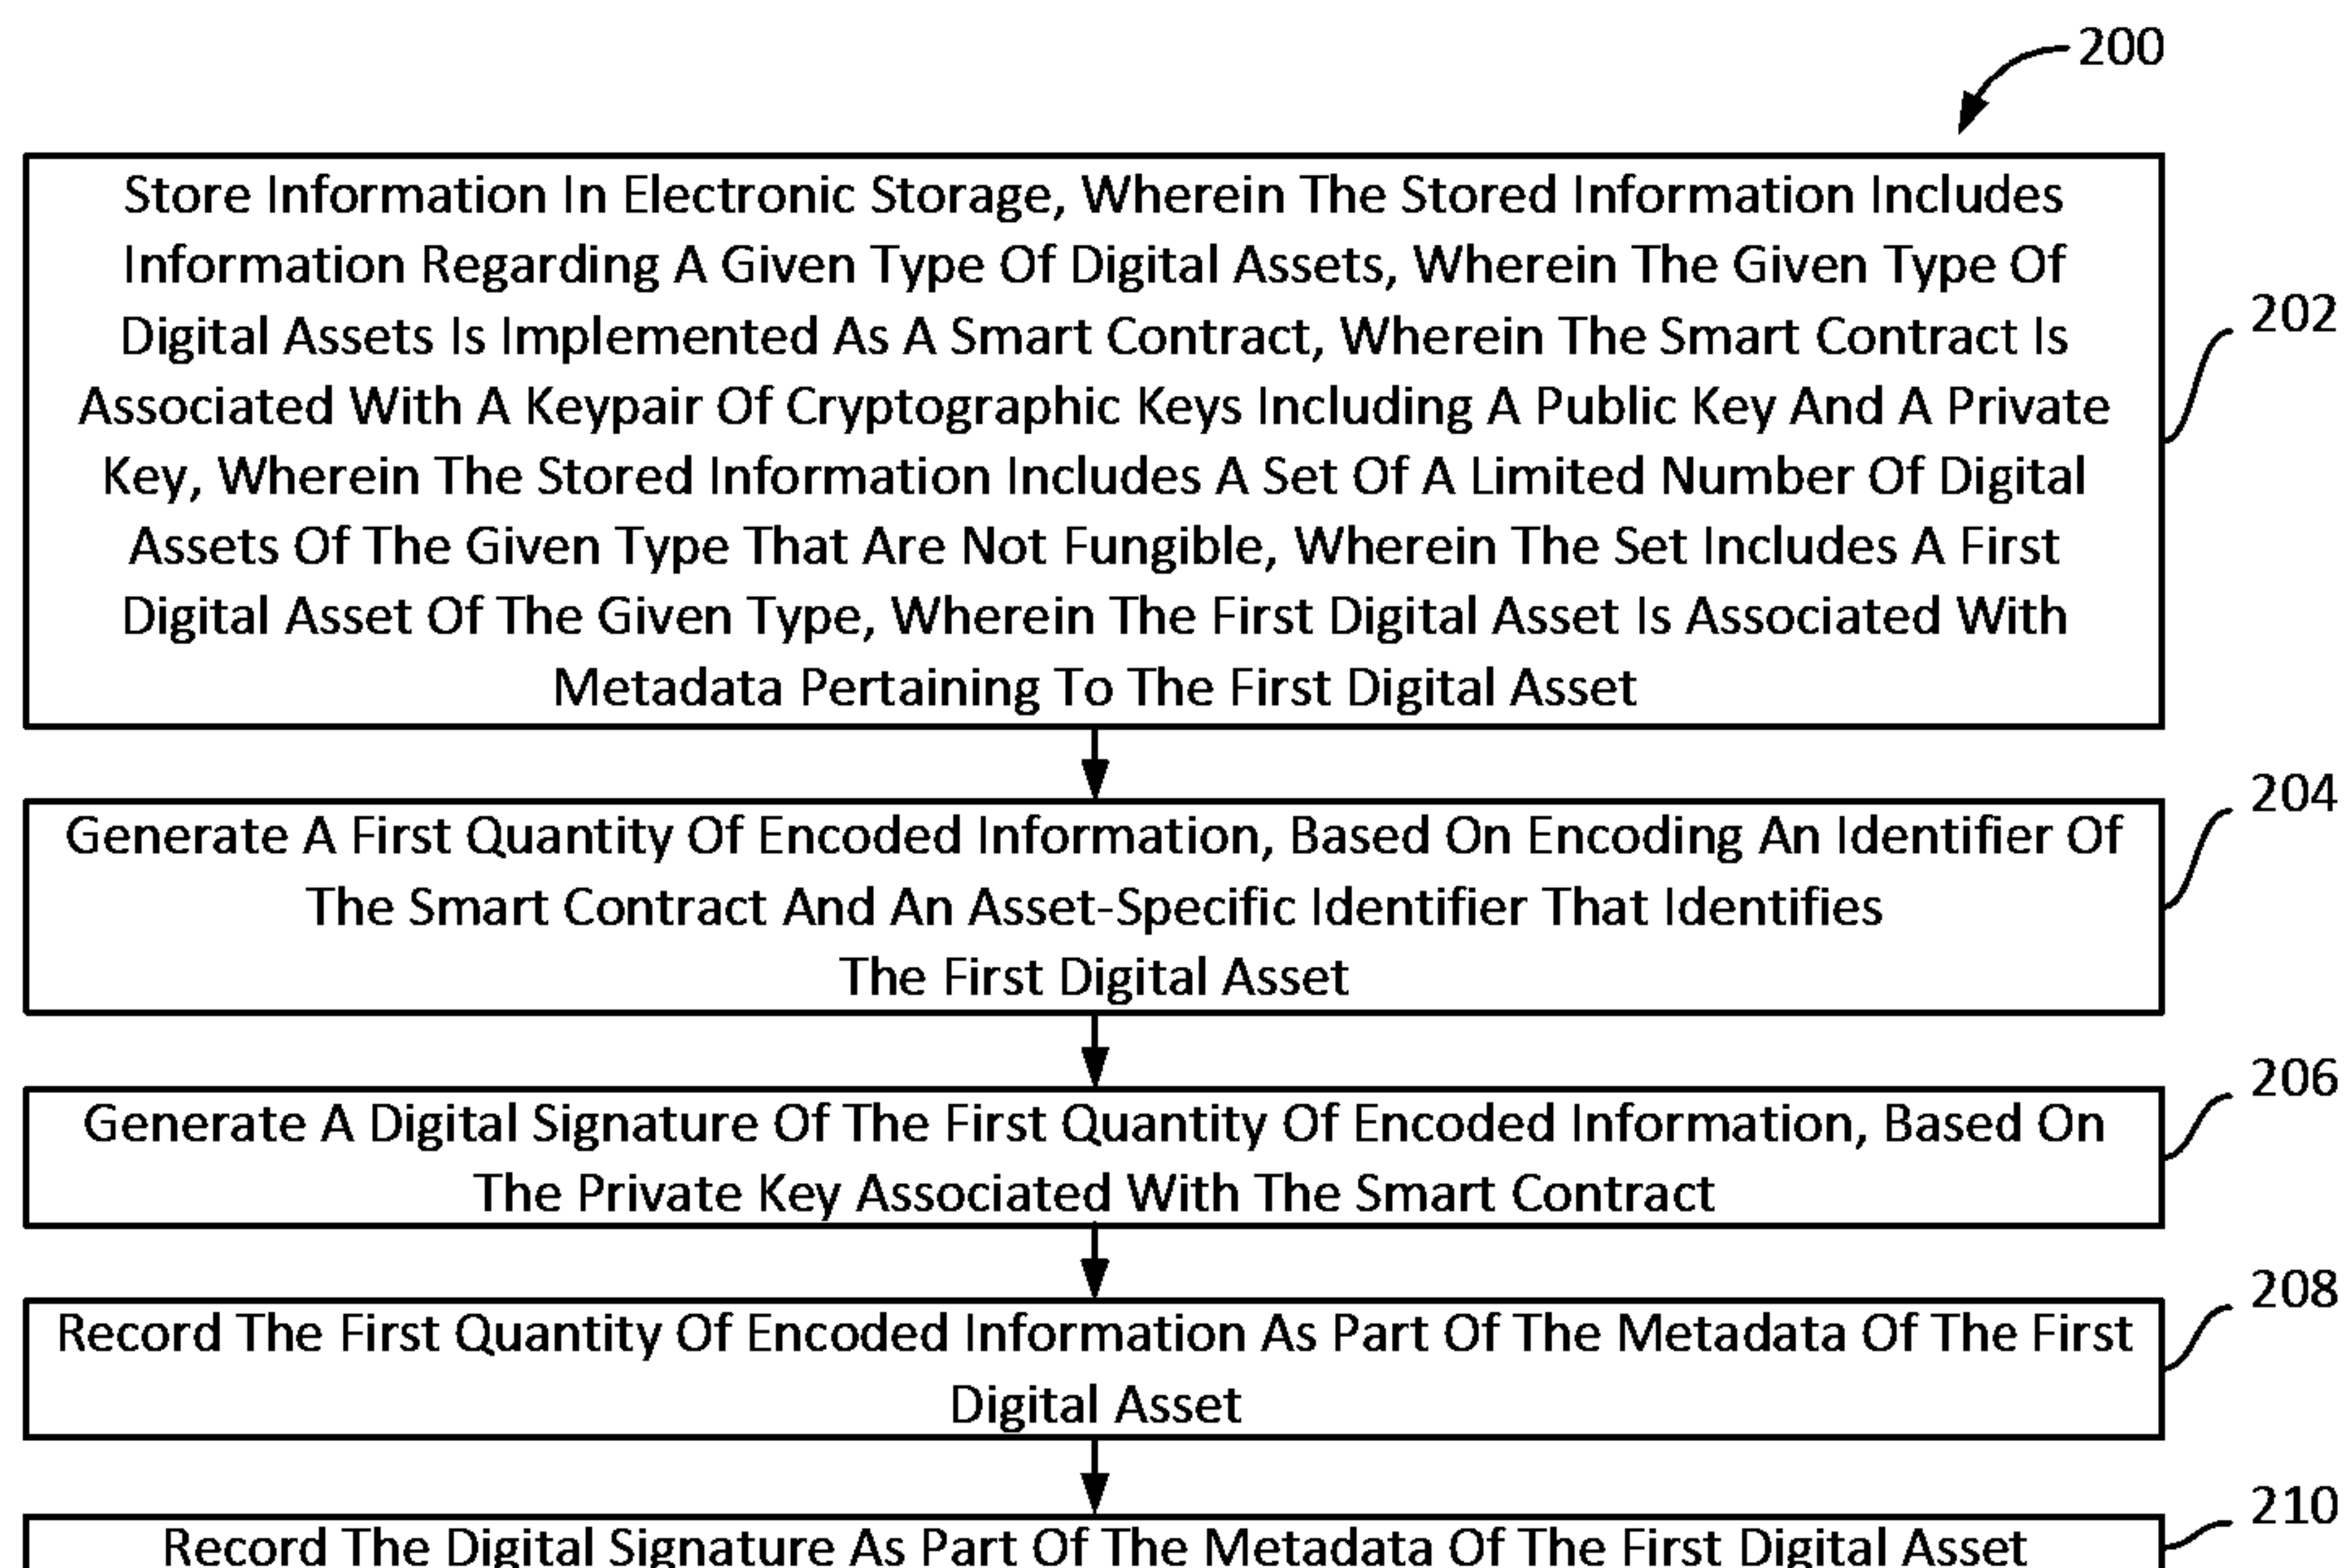 200
Store Information In Electronic Storage, Wherein The Stored Information Includes
Information Regarding A Given Type Of Digital Assets, Wherein The Given Type Of
Digital Assets Is Implemented As A Smart Contract, Wherein The Smart Contract Is
Associated With A Keypair Of Cryptographic Keys Including A Public Key And A Private
Key, Wherein The Stored Information Includes A Set Of A Limited Number Of Digital
Assets Of The Given Type That Are Not Fungible, Wherein The Set Includes A First
Digital Asset Of The Given Type, Wherein The First Digital Asset Is Associated With
Metadata Pertaining To The First Digital Asset
202
Generate A First Quantity Of Encoded Information, Based On Encoding An Identifier Of
The Smart Contract And An Asset-Specific Identifier That Identifies
The First Digital Asset
204
Generate A Digital Signature Of The First Quantity Of Encoded Information, Based On
The Private Key Associated With The Smart Contract
206
Record The First Quantity Of Encoded Information As Part Of The Metadata Of The First
Digital Asset
208
Record The Digital Signature As Part Of The Metadata Of The First Digital Asset
210